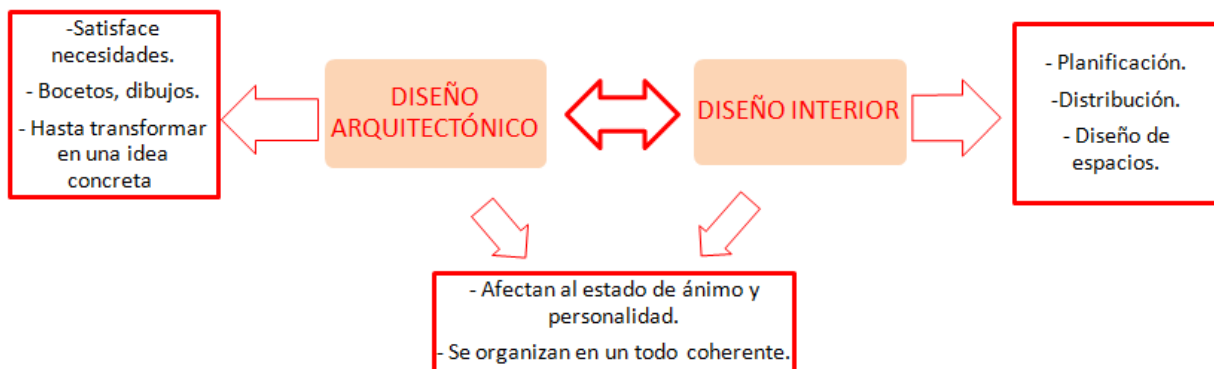 -Satisface
necesidades.
- Bocetos, dibujos.
- Hasta transformar
en una idea
concreta
DISEÑO
ARQUITECTÓNICO
DISEÑO INTERIOR
- Planificación.
-Distribución.
- Diseño de
espacios.
- Afectan al estado de ánimo y
personalidad.
- Se organizan en un todo coherente.